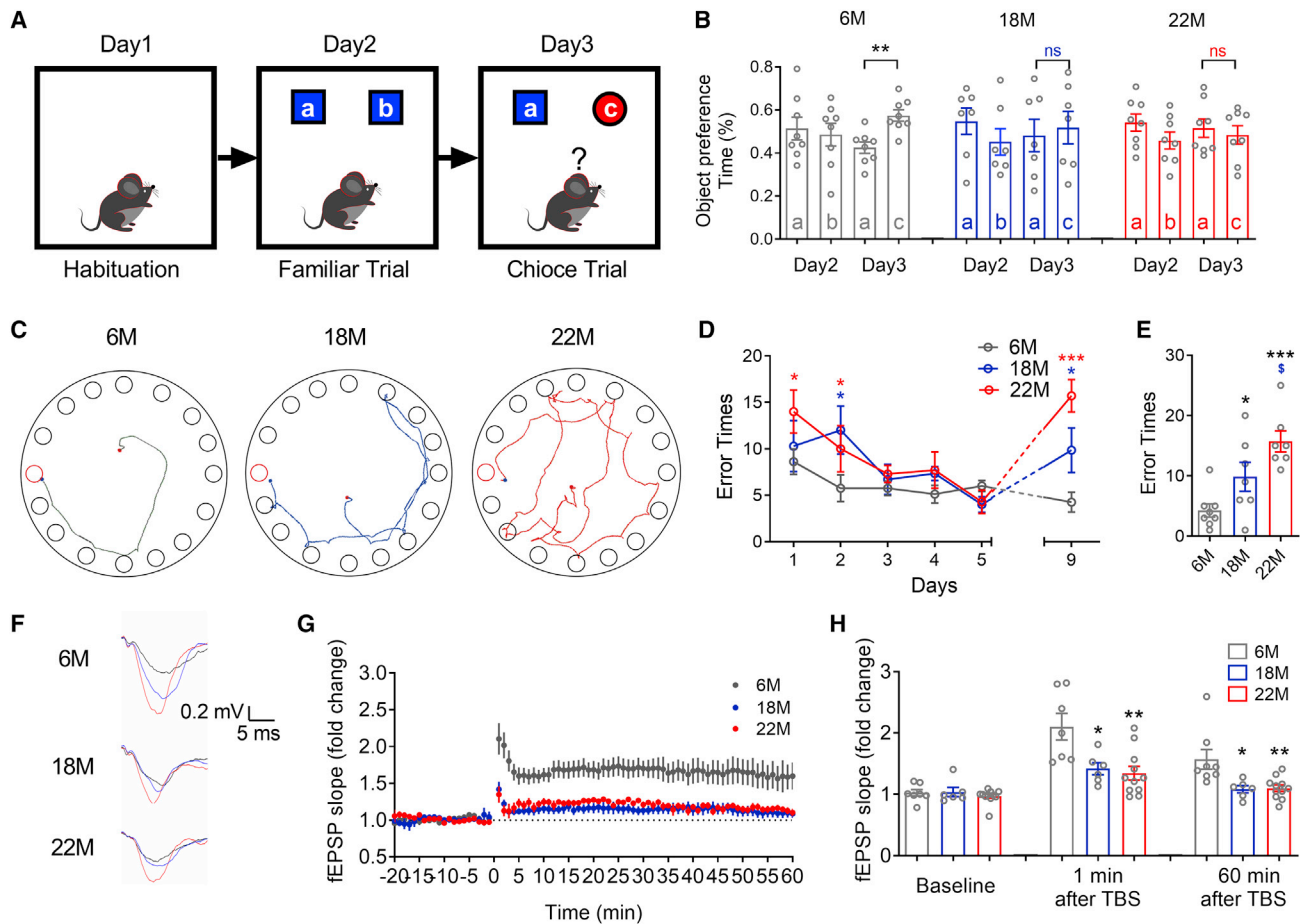 A
Day1
Day2
Day3
a
b
a
c
?
Habituation
Familiar Trial
Chioce Trial
B
6M
18M
22M
**
ns
ns
Object preference
Time (%)
0.8
0.6
0.4
0.2
0.0
a
b
a
c
a
b
a
c
a
b
a
c
Day2
Day3
Day2
Day3
Day2
Day3
C
6M
18M
22M
D
6M
18M
22M
*
*
*
***
*
Error Times
20
15
10
5
0
1
2
3
4
5
9
Days
E
***
$
*
Error Times
30
20
10
0
6M
18M
22M
F
6M
0.2 mV
5 ms
18M
22M
G
fEPSP slope (fold change)
3.0
2.5
2.0
1.5
1.0
0.5
6M
18M
22M
-20
-15
-10
-5
0
5
10
15
20
25
30
35
40
45
50
55
60
Time (min)
H
fEPSP slope (fold change)
4
3
2
1
0
6M
18M
22M
*
**
*
**
Baseline
1 min
after TBS
60 min
after TBS